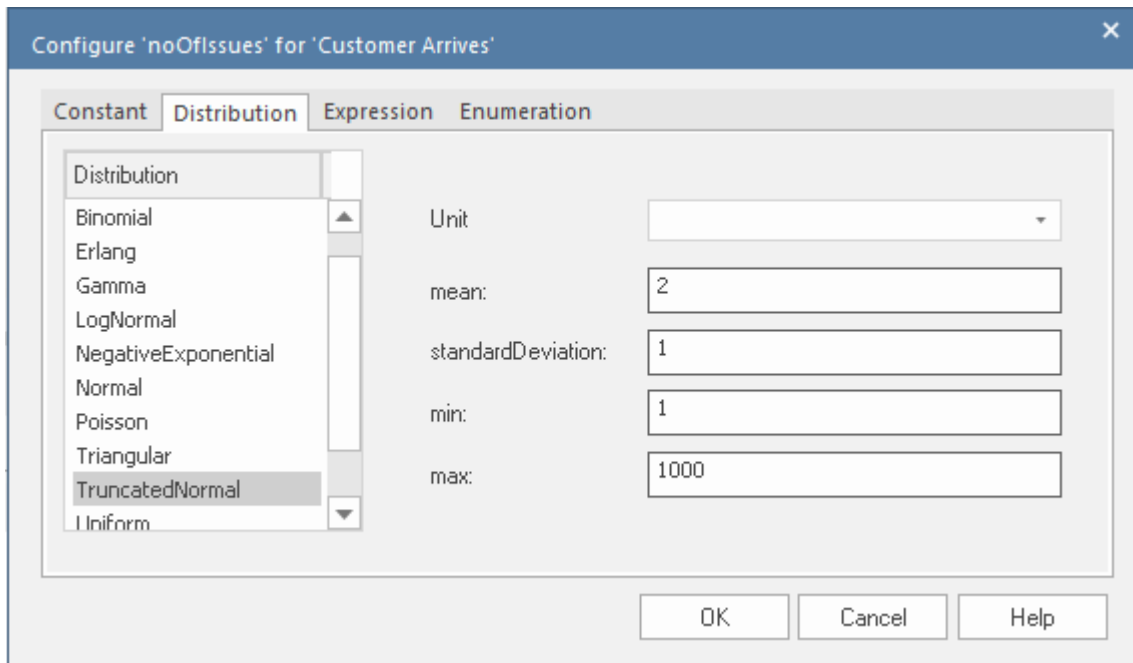 Configure 'noOfIssues' for 'Customer Arrives'
Constant Distribution Expression Enumeration
Distribution
Binomial
Erlang
Gamma
LogNormal
NegativeExponential
Normal
Poisson
Triangular
TruncatedNormal
Uniform
Unit
mean: 2
standardDeviation: 1
min: 1
max: 1000
OK Cancel Help